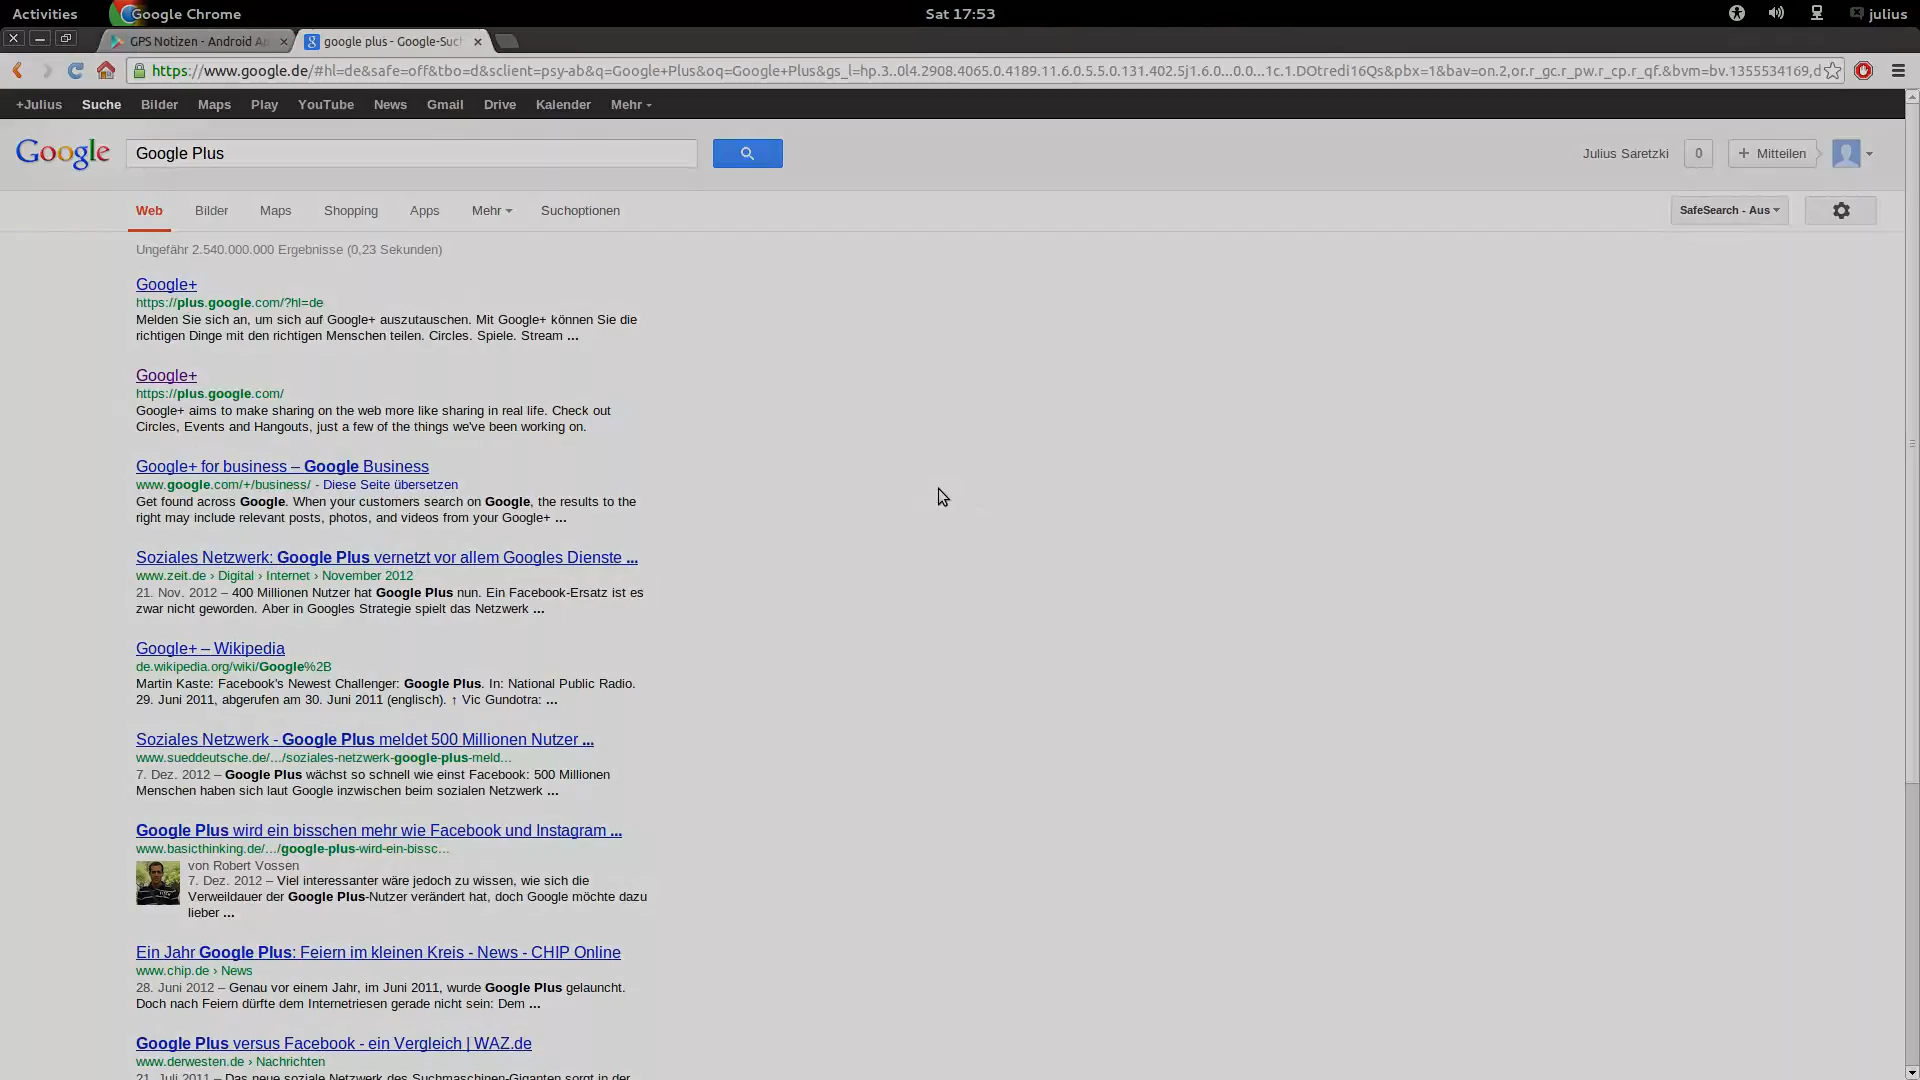 Activities Google Chrome Sat 17:53 julius
GPS Notizen - Android A google plus - Google-Suc
https://www.google.de/#hl=de&safe=off&tbo=d&sclient=psy-ab&q=Google+Plus&oq=Google+Plus&gs_l=hp.3..0l4.2908.4065.0.4189.11.6.0.5.5.0.131.402.5j1.6.0...0.0...1c.1.DOtredi16Qs&pbx=1&bav=on.2,or.r_gc.r_pw.r_cp.r_qf.&bvm=bv.1355534169,d
+Julius Suche Bilder Maps Play YouTube News Gmail Drive Kalender Mehr
Google Google Plus Julius Saretzki 0 + Mitteilen
Web Bilder Maps Shopping Apps Mehr Suchoptionen SafeSearch - Aus
Ungefähr 2.540.000.000 Ergebnisse (0,23 Sekunden)
Google+
https://plus.google.com/?hl=de
Melden Sie sich an, um sich auf Google+ auszutauschen. Mit Google+ können Sie die
richtigen Dinge mit den richtigen Menschen teilen. Circles. Spiele. Stream ...
Google+
https://plus.google.com/
Google+ aims to make sharing on the web more like sharing in real life. Check out
Circles, Events and Hangouts, just a few of the things we've been working on.
Google+ for business – Google Business
www.google.com/+/business/ - Diese Seite übersetzen
Get found across Google. When your customers search on Google, the results to the
right may include relevant posts, photos, and videos from your Google+ ...
Soziales Netzwerk: Google Plus vernetzt vor allem Googles Dienste ...
www.zeit.de › Digital › Internet › November 2012
21. Nov. 2012 – 400 Millionen Nutzer hat Google Plus nun. Ein Facebook-Ersatz ist es
zwar nicht geworden. Aber in Googles Strategie spielt das Netzwerk ...
Google+ – Wikipedia
de.wikipedia.org/wiki/Google%2B
Martin Kaste: Facebook's Newest Challenger: Google Plus. In: National Public Radio.
29. Juni 2011, abgerufen am 30. Juni 2011 (englisch). ↑ Vic Gundotra: ...
Soziales Netzwerk - Google Plus meldet 500 Millionen Nutzer ...
www.sueddeutsche.de/.../soziales-netzwerk-google-plus-meld...
7. Dez. 2012 – Google Plus wächst so schnell wie einst Facebook: 500 Millionen
Menschen haben sich laut Google inzwischen beim sozialen Netzwerk ...
Google Plus wird ein bisschen mehr wie Facebook und Instagram ...
www.basicthinking.de/.../google-plus-wird-ein-bissc...
von Robert Vossen
7. Dez. 2012 – Viel interessanter wäre jedoch zu wissen, wie sich die
Verweildauer der Google Plus-Nutzer verändert hat, doch Google möchte dazu
lieber ...
Ein Jahr Google Plus: Feiern im kleinen Kreis - News - CHIP Online
www.chip.de › News
28. Juni 2012 – Genau vor einem Jahr, im Juni 2011, wurde Google Plus gelauncht.
Doch nach Feiern dürfte dem Internetriesen gerade nicht sein: Dem ...
Google Plus versus Facebook - ein Vergleich | WAZ.de
www.derwesten.de › Nachrichten
21. Juli 2011 – Das neue soziale Netzwerk des Suchmaschinen-Giganten sorgt in der